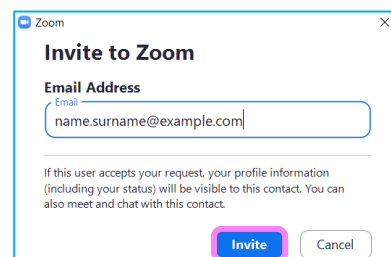 Zoom
Invite to Zoom
Email Address
Email
name.surname@example.com
If this user accepts your request, your profile information
(including your status) will be visible to this contact. You can
also meet and chat with this contact.
Invite
Cancel